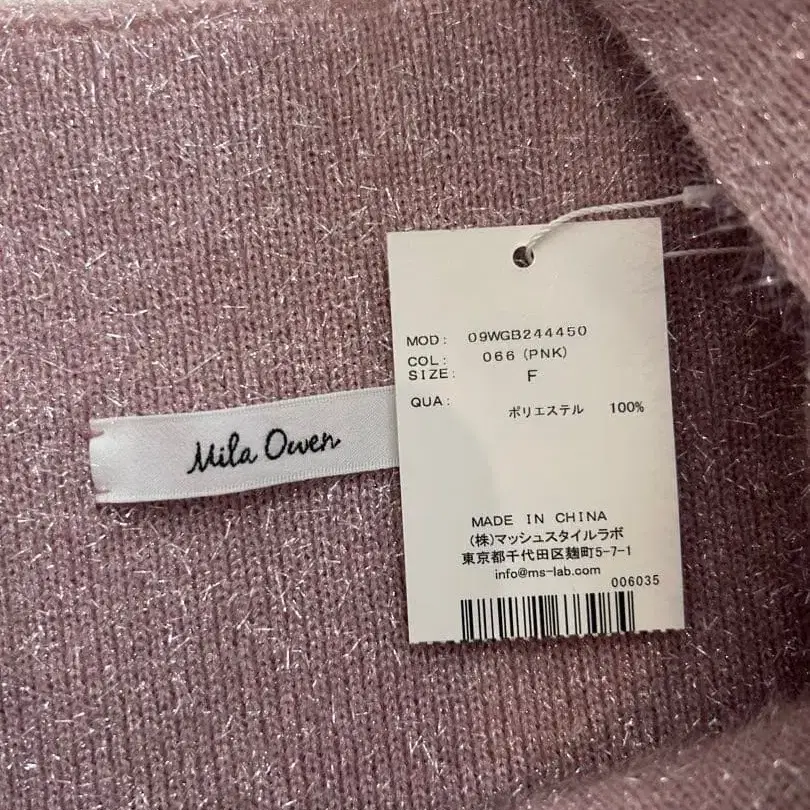 Mila Owen
MOD: 09WGB244450
COL: 066 (PNK)
SIZE: F
QUA: ポリエステル 100%
MADE IN CHINA
(株)マッシュスタイルラボ
東京都千代田区麹町5-7-1
info@ms-lab.com
006035